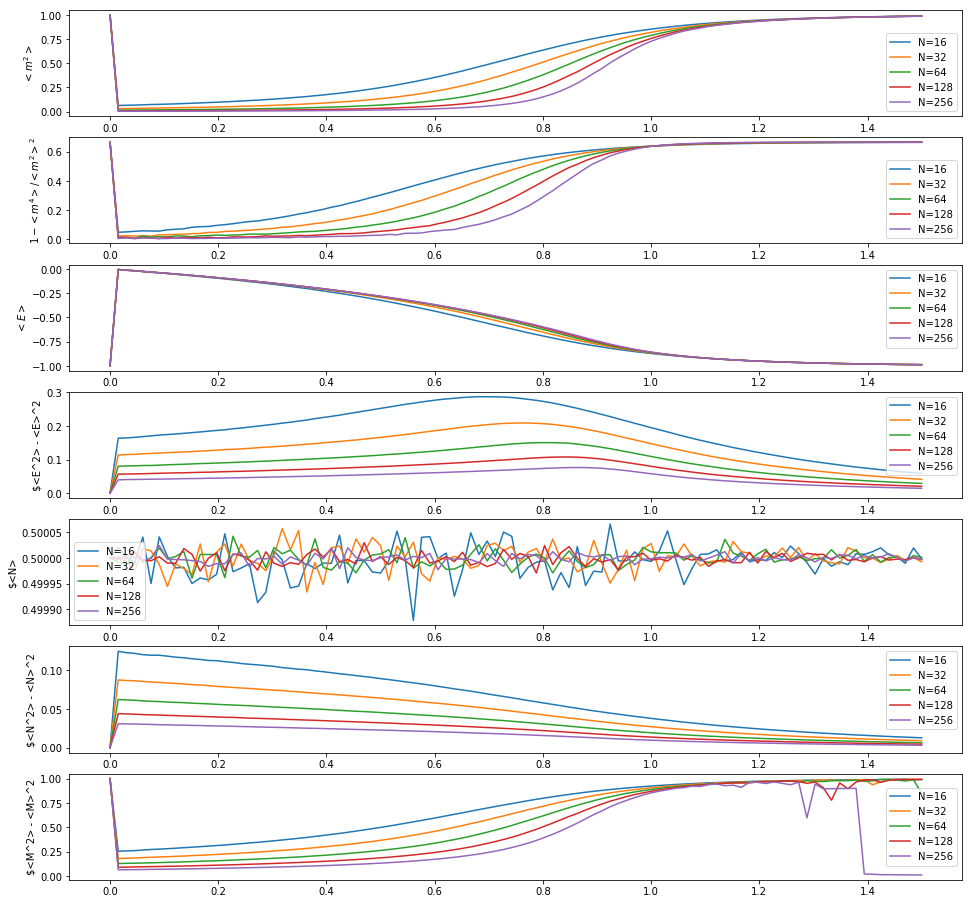 < m² >
1.00
0.75
0.50
0.25
0.00
N=16
N=32
N=64
N=128
N=256
0.0 0.2 0.4 0.6 0.8 1.0 1.2 1.4
1 − < m⁴ > / < m² > ²
0.6
0.4
0.2
0.0
N=16
N=32
N=64
N=128
N=256
0.0 0.2 0.4 0.6 0.8 1.0 1.2 1.4
< E >
0.00
−0.25
−0.50
−0.75
−1.00
N=16
N=32
N=64
N=128
N=256
0.0 0.2 0.4 0.6 0.8 1.0 1.2 1.4
$<E^2> - <E>^2
0.3
0.2
0.1
0.0
N=16
N=32
N=64
N=128
N=256
0.0 0.2 0.4 0.6 0.8 1.0 1.2 1.4
$<N>
0.50005
0.50000
0.49995
0.49990
N=16
N=32
N=64
N=128
N=256
0.0 0.2 0.4 0.6 0.8 1.0 1.2 1.4
$<N^2> - <N>^2
0.10
0.05
0.00
N=16
N=32
N=64
N=128
N=256
0.0 0.2 0.4 0.6 0.8 1.0 1.2 1.4
$<M^2> - <M>^2
1.00
0.75
0.50
0.25
0.00
N=16
N=32
N=64
N=128
N=256
0.0 0.2 0.4 0.6 0.8 1.0 1.2 1.4